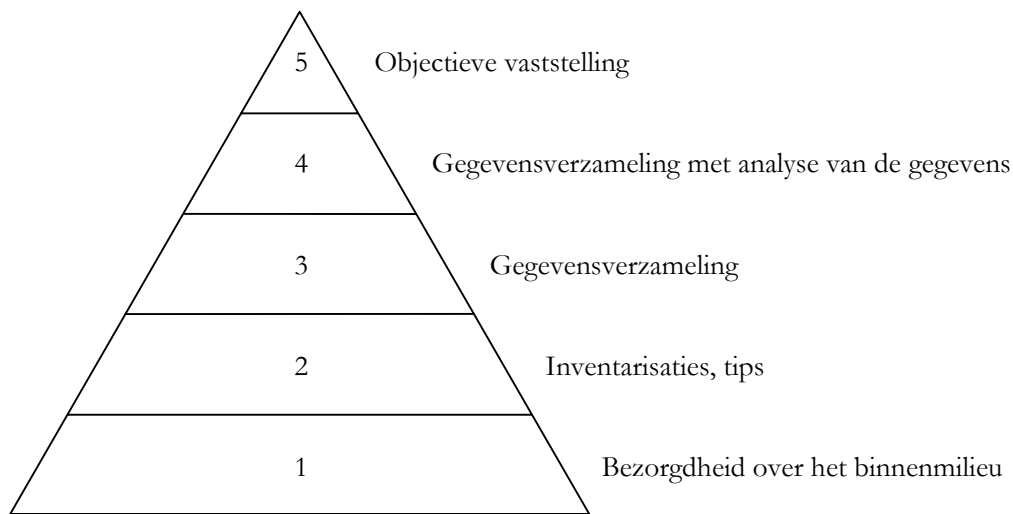 5 Objectieve vaststelling
4 Gegevensverzameling met analyse van de gegevens
3 Gegevensverzameling
2 Inventarisaties, tips
1 Bezorgdheid over het binnenmilieu